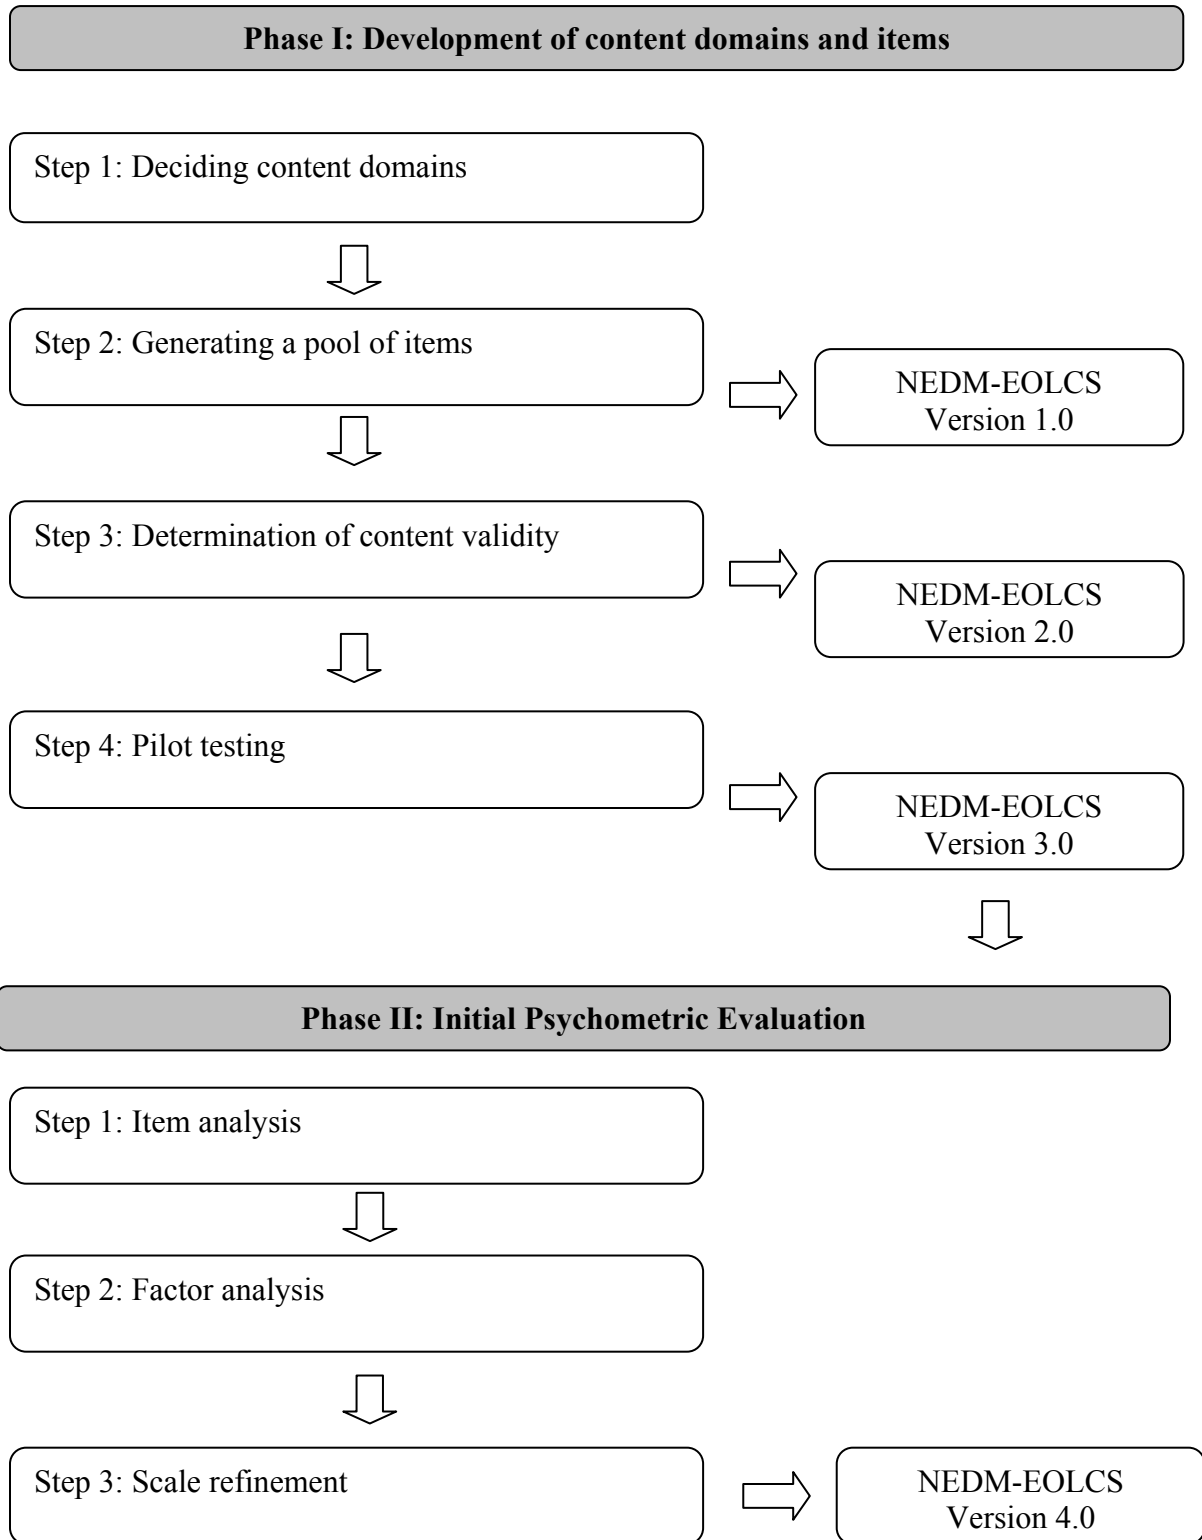 Phase I: Development of content domains and items
Step 1: Deciding content domains
Step 2: Generating a pool of items
NEDM-EOLCS
Version 1.0
Step 3: Determination of content validity
NEDM-EOLCS
Version 2.0
Step 4: Pilot testing
NEDM-EOLCS
Version 3.0
Phase II: Initial Psychometric Evaluation
Step 1: Item analysis
Step 2: Factor analysis
Step 3: Scale refinement
NEDM-EOLCS
Version 4.0